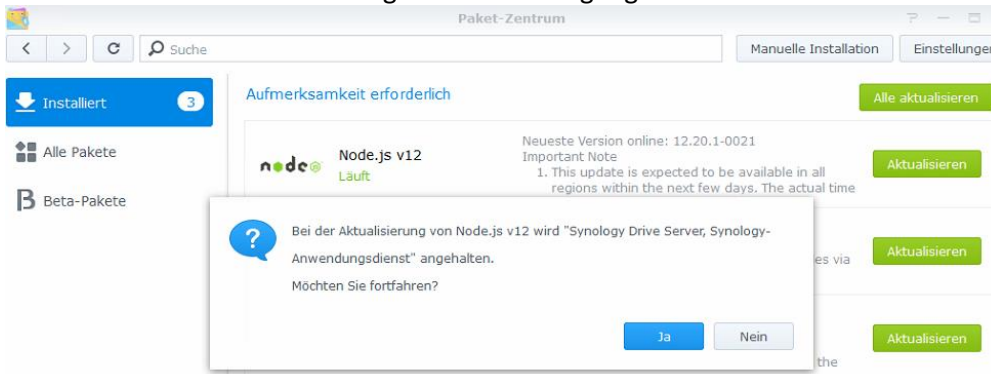 Paket-Zentrum
Suche
Manuelle Installation
Einstellunge
Installiert
3
Alle Pakete
Beta-Pakete
Aufmerksamkeit erforderlich
Alle aktualisieren
node
Node.js v12
Läuft
Neueste Version online: 12.20.1-0021
Important Note
1. This update is expected to be available in all
regions within the next few days. The actual time
Aktualisieren
Bei der Aktualisierung von Node.js v12 wird "Synology Drive Server, Synology-
Anwendungsdienst" angehalten.
Möchten Sie fortfahren?
Ja
Nein
es via
Aktualisieren
Aktualisieren
the